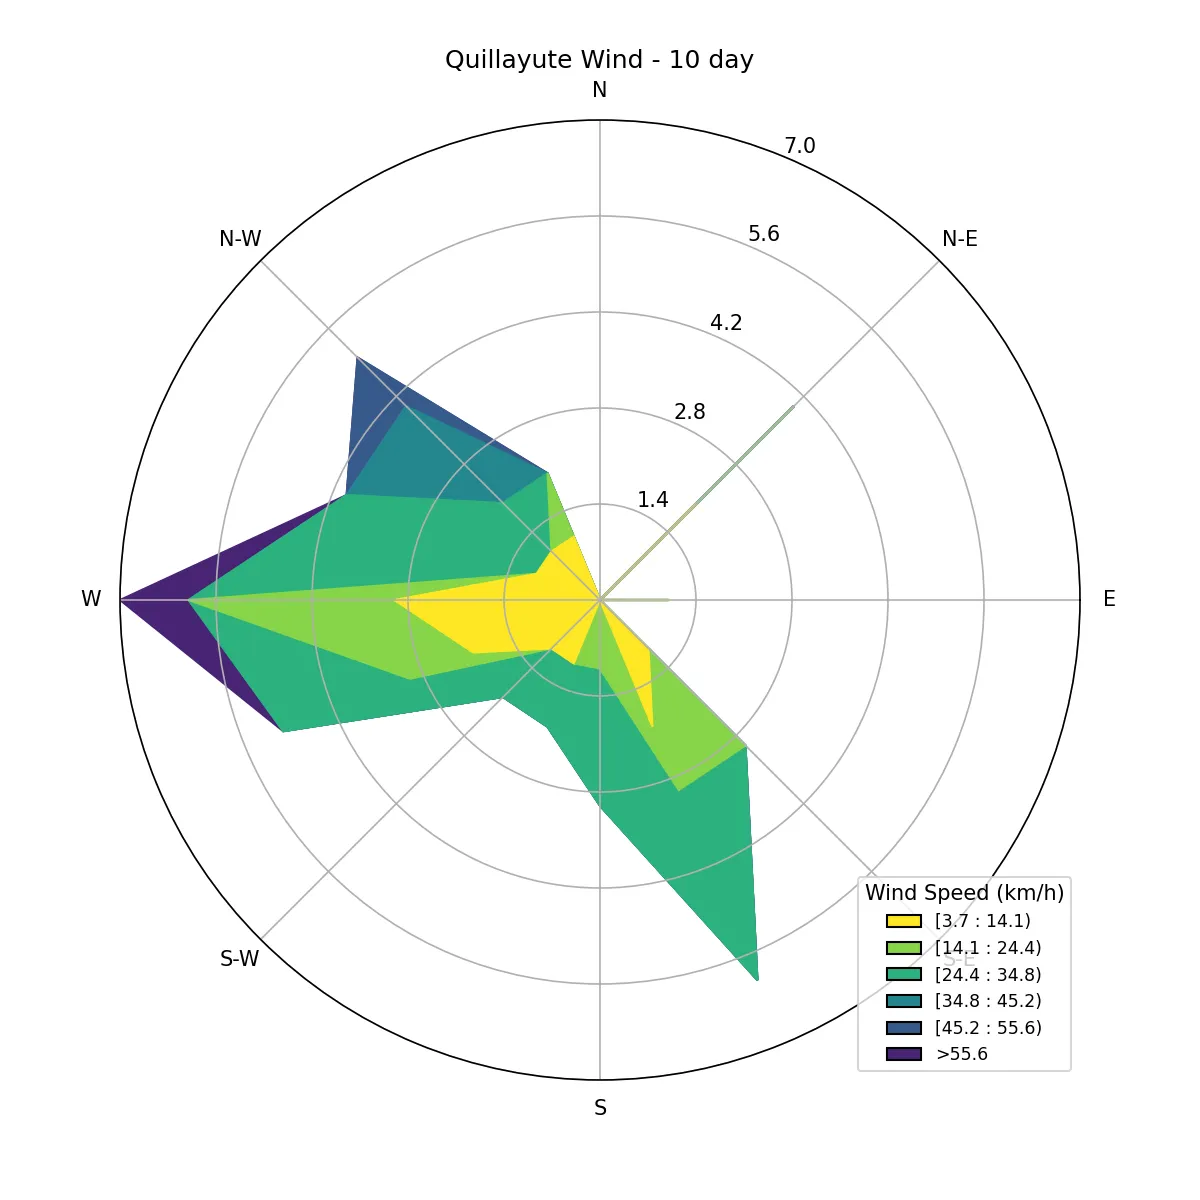 Quillayute Wind - 10 day
N
7.0
N-W
5.6
N-E
4.2
2.8
1.4
W
E
Wind Speed (km/h)
[3.7 : 14.1)
[14.1 : 24.4)
S-W
S-E
[24.4 : 34.8)
[34.8 : 45.2)
[45.2 : 55.6)
>55.6
S